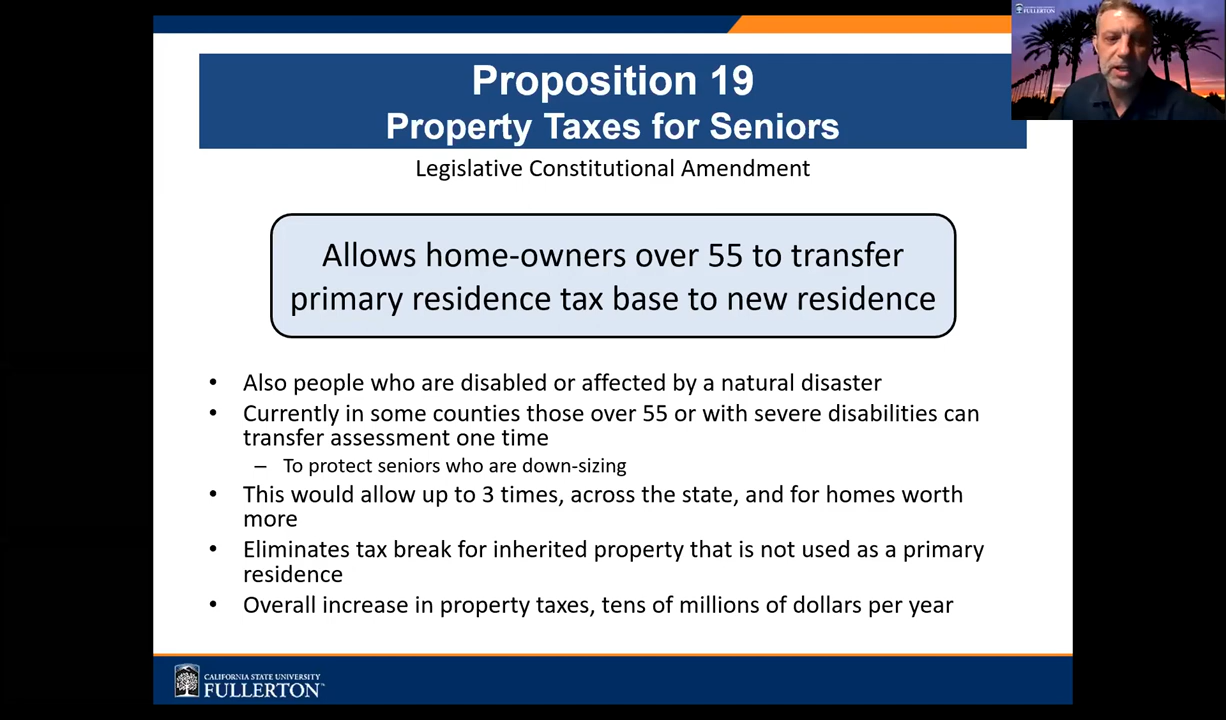 Proposition 19
Property Taxes for Seniors
Legislative Constitutional Amendment
Allows home-owners over 55 to transfer
primary residence tax base to new residence
• Also people who are disabled or affected by a natural disaster
• Currently in some counties those over 55 or with severe disabilities can
transfer assessment one time
– To protect seniors who are down-sizing
• This would allow up to 3 times, across the state, and for homes worth
more
• Eliminates tax break for inherited property that is not used as a primary
residence
• Overall increase in property taxes, tens of millions of dollars per year
CALIFORNIA STATE UNIVERSITY
FULLERTON
FULLERTON